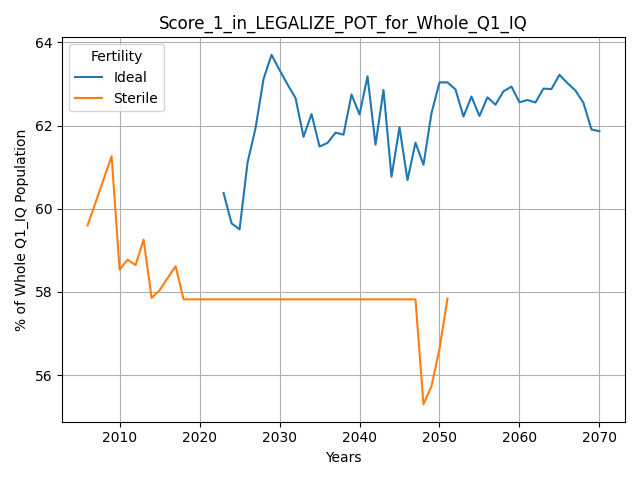 Score_1_in_LEGALIZE_POT_for_Whole_Q1_IQ
Fertility
Ideal
Sterile
% of Whole Q1_IQ Population
64
62
60
58
56
2010 2020 2030 2040 2050 2060 2070
Years